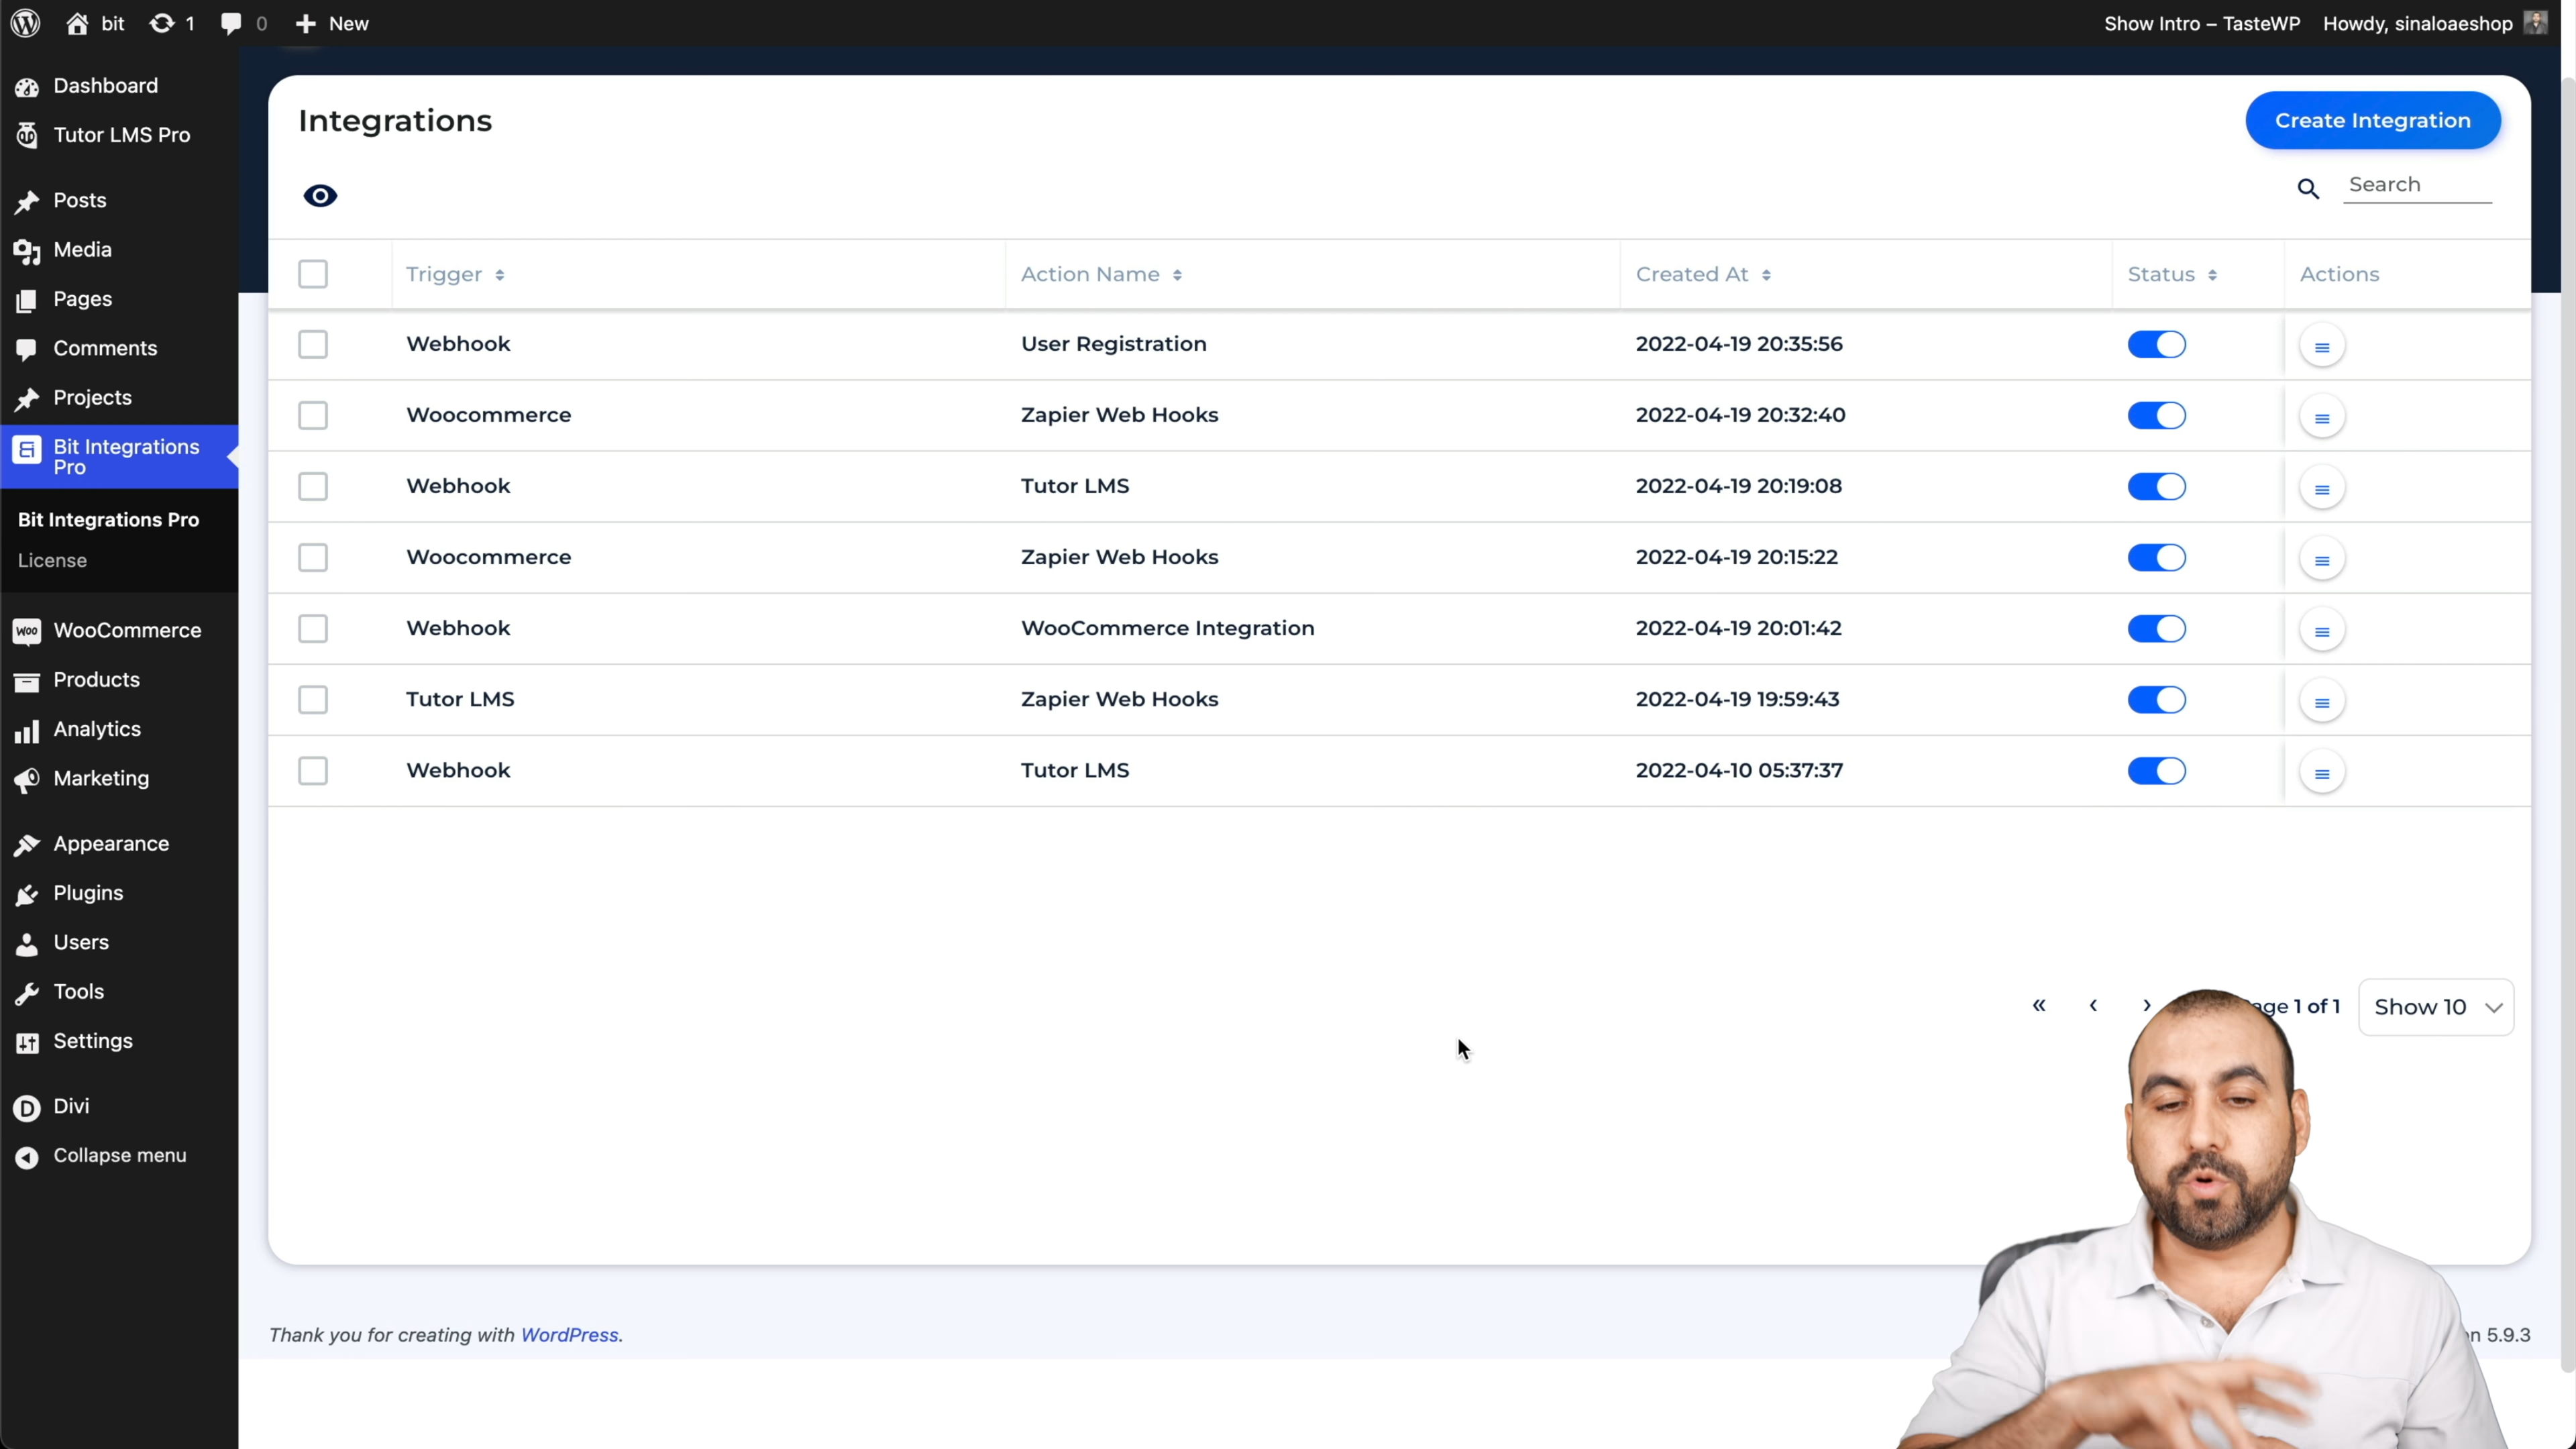 bit 1 0 New Show Intro – TasteWP Howdy, sinaloaeshop
Dashboard
Tutor LMS Pro
Posts
Media
Pages
Comments
Projects
Bit Integrations
Pro
Bit Integrations Pro
License
WooCommerce
Products
Analytics
Marketing
Appearance
Plugins
Users
Tools
Settings
Divi
Collapse menu
Integrations
Create Integration
Search
Trigger Action Name Created At Status Actions
Webhook User Registration 2022-04-19 20:35:56
Woocommerce Zapier Web Hooks 2022-04-19 20:32:40
Webhook Tutor LMS 2022-04-19 20:19:08
Woocommerce Zapier Web Hooks 2022-04-19 20:15:22
Webhook WooCommerce Integration 2022-04-19 20:01:42
Tutor LMS Zapier Web Hooks 2022-04-19 19:59:43
Webhook Tutor LMS 2022-04-10 05:37:37
« ‹ › 1 of 1 Show 10
Thank you for creating with WordPress.
5.9.3